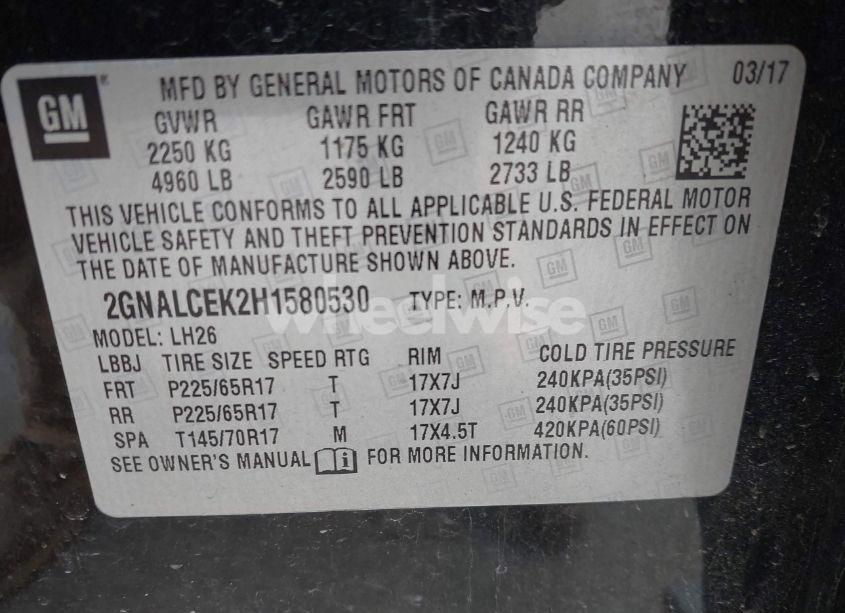 GM
MFD BY GENERAL MOTORS OF CANADA COMPANY 03/17
GVWR GAWR FRT GAWR RR
2250 KG 1175 KG 1240 KG
4960 LB 2590 LB 2733 LB
THIS VEHICLE CONFORMS TO ALL APPLICABLE U.S. FEDERAL MOTOR
VEHICLE SAFETY AND THEFT PREVENTION STANDARDS IN EFFECT ON
THE DATE OF MANUFACTURE SHOWN ABOVE.
2GNALCEK2H1580530 TYPE: M.P.V.
wheelwise
MODEL: LH26
LBBJ TIRE SIZE SPEED RTG RIM COLD TIRE PRESSURE
FRT P225/65R17 T 17X7J 240KPA(35PSI)
RR P225/65R17 T 17X7J 240KPA(35PSI)
SPA T145/70R17 M 17X4.5T 420KPA(60PSI)
SEE OWNER'S MANUAL FOR MORE INFORMATION.